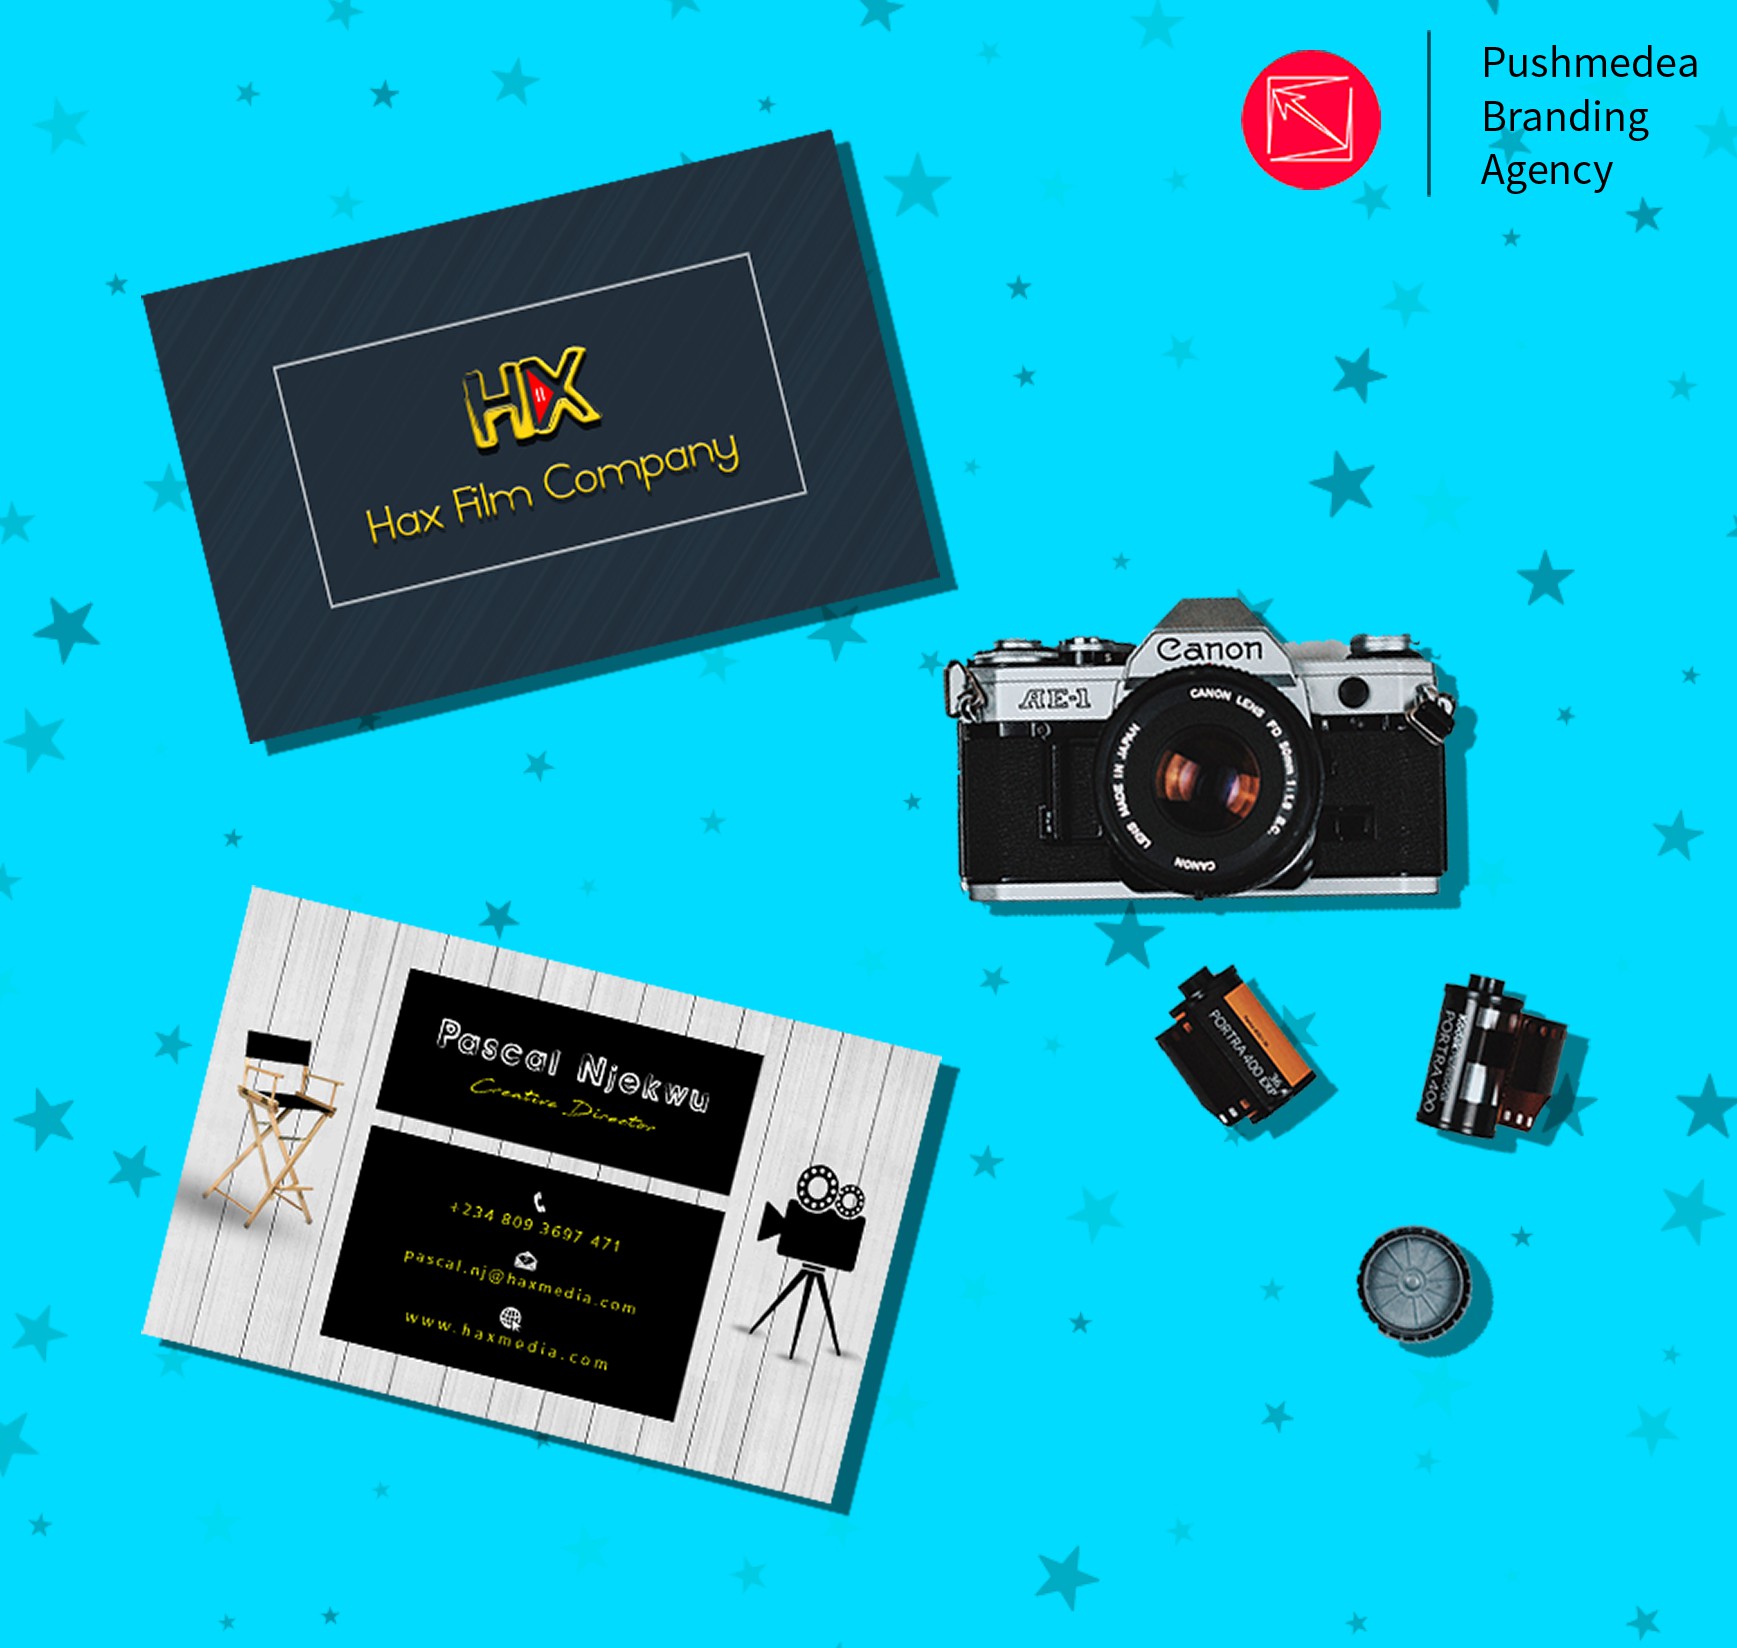 Pushmedea
Branding
Agency
HX
Hax Film Company
Canon
AE-1
CANON LENS FD 50mm 1:1.8 S.C.
LENS MADE IN JAPAN
CANON
Pascal Njekwu
Creative Director
+234 809 3697 471
pascal.nj@haxmedia.com
www.haxmedia.com
PORTRA 400
36 EXP
PORTRA 400